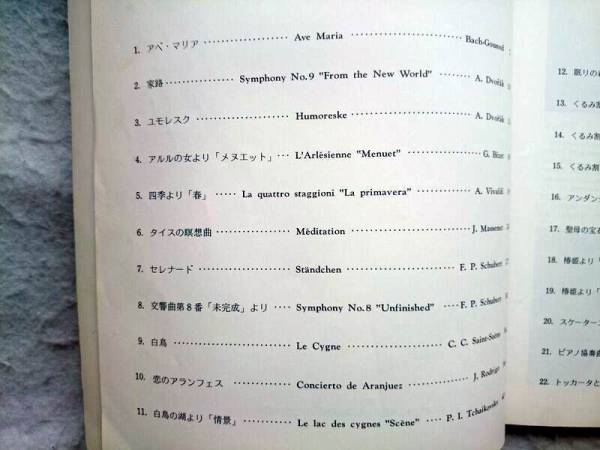 1. アベ・マリア ................... Ave Maria ................... Bach-Gounod
2. 家路 ....... Symphony No.9 "From the New World" ........ A. Dvořák
3. ユモレスク ................... Humoreske ................... A. Dvořák
4. アルルの女より「メヌエット」 ... L'Arlésienne "Menuet" ................... G. Bizet
5. 四季より「春」 ..... La quattro staggioni "La primavera" ....... A. Vivaldi
6. タイスの瞑想曲 ................... Mèditation ................... J. Massenet
7. セレナード ................... Ständchen ................... F. P. Schubert
8. 交響曲第8番「未完成」より .... Symphony No.8 "Unfinished" ...... F. P. Schubert
9. 白鳥 ................... Le Cygne ................... C. C. Saint-Saëns
10. 恋のアランフェス ............ Concierto de Aranjuez ............ J. Rodrigo
11. 白鳥の湖より「情景」 ............ Le lac des cygnes "Scène" ...... P. I. Tchaikovsky
12. 眠りの
13. くるみ割
14. くるみ
15. くるみ割
16. アンダン
17. 聖母の宝
18. 椿姫より
19. 椿姫より「
20. スケーター
21. ピアノ協奏曲
22. トッカータと